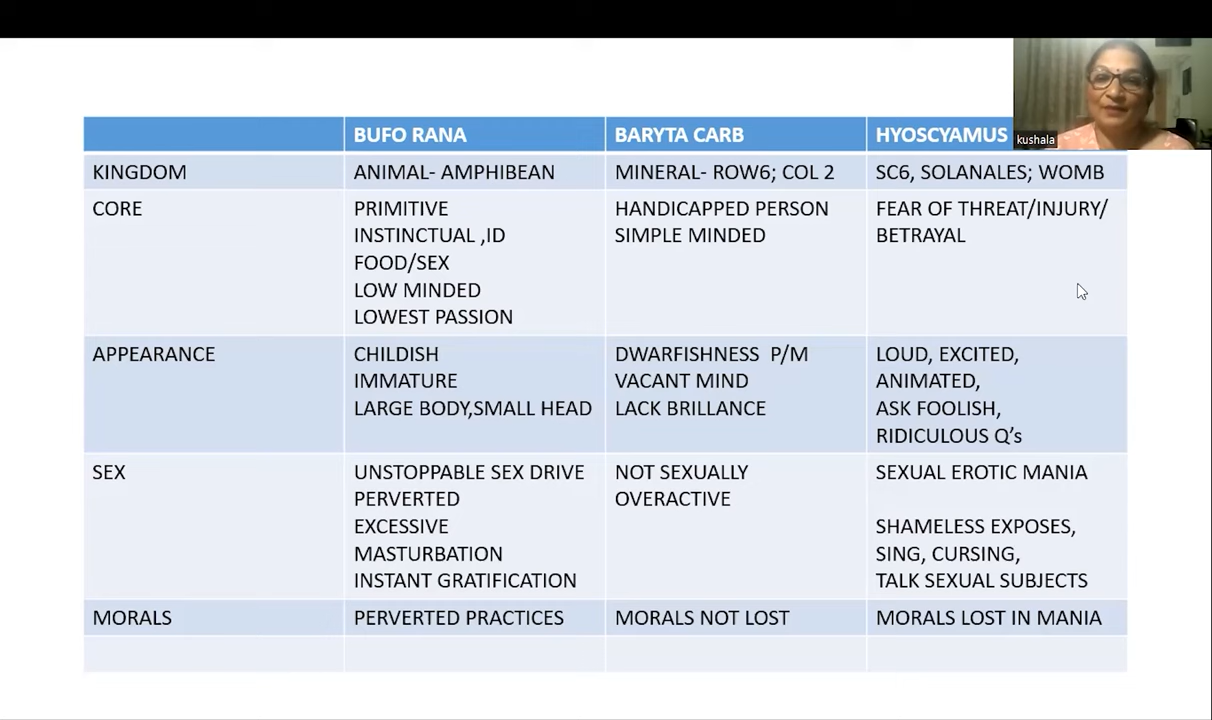 kushala
BUFO RANA
BARYTA CARB
HYOSCYAMUS
KINGDOM
ANIMAL- AMPHIBEAN
MINERAL- ROW6; COL 2
SC6, SOLANALES; WOMB
CORE
PRIMITIVE
INSTINCTUAL ,ID
FOOD/SEX
LOW MINDED
LOWEST PASSION
HANDICAPPED PERSON
SIMPLE MINDED
FEAR OF THREAT/INJURY/
BETRAYAL
APPEARANCE
CHILDISH
IMMATURE
LARGE BODY,SMALL HEAD
DWARFISHNESS  P/M
VACANT MIND
LACK BRILLANCE
LOUD, EXCITED,
ANIMATED,
ASK FOOLISH,
RIDICULOUS Q’s
SEX
UNSTOPPABLE SEX DRIVE
PERVERTED
EXCESSIVE
MASTURBATION
INSTANT GRATIFICATION
NOT SEXUALLY
OVERACTIVE
SEXUAL EROTIC MANIA
SHAMELESS EXPOSES,
SING, CURSING,
TALK SEXUAL SUBJECTS
MORALS
PERVERTED PRACTICES
MORALS NOT LOST
MORALS LOST IN MANIA